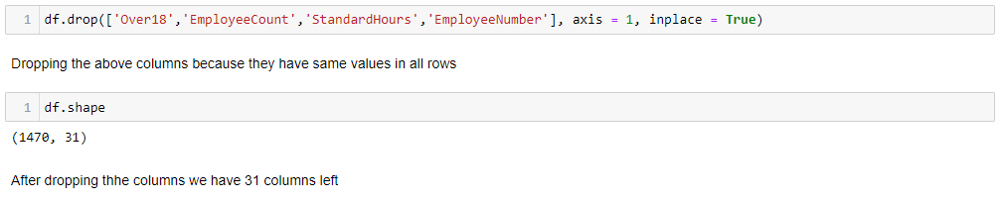 1 df.drop(['Over18','EmployeeCount','StandardHours','EmployeeNumber'], axis = 1, inplace = True)
Dropping the above columns because they have same values in all rows
1 df.shape
(1470, 31)
After dropping thhe columns we have 31 columns left